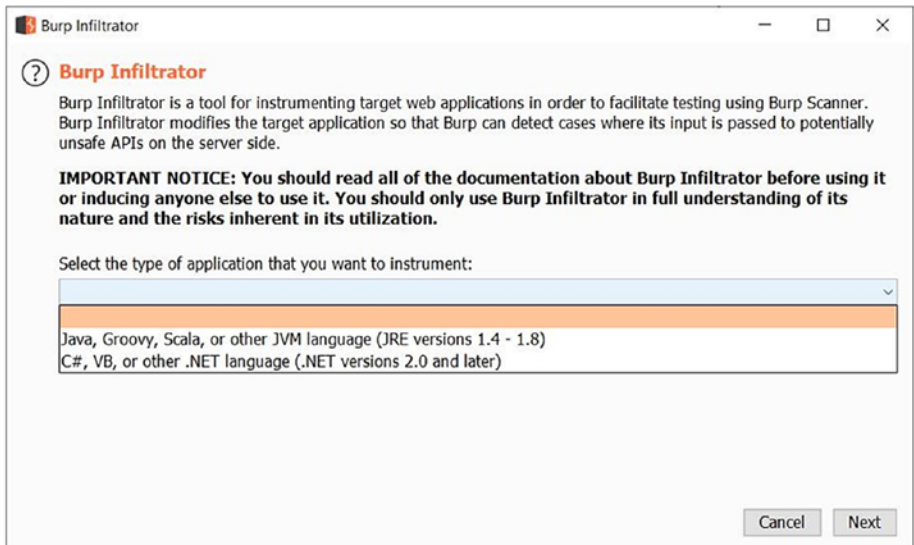 Burp Infiltrator
Burp Infiltrator
Burp Infiltrator is a tool for instrumenting target web applications in order to facilitate testing using Burp Scanner.
Burp Infiltrator modifies the target application so that Burp can detect cases where its input is passed to potentially
unsafe APIs on the server side.
IMPORTANT NOTICE: You should read all of the documentation about Burp Infiltrator before using it
or inducing anyone else to use it. You should only use Burp Infiltrator in full understanding of its
nature and the risks inherent in its utilization.
Select the type of application that you want to instrument:
Java, Groovy, Scala, or other JVM language (JRE versions 1.4 - 1.8)
C#, VB, or other .NET language (.NET versions 2.0 and later)
Cancel Next